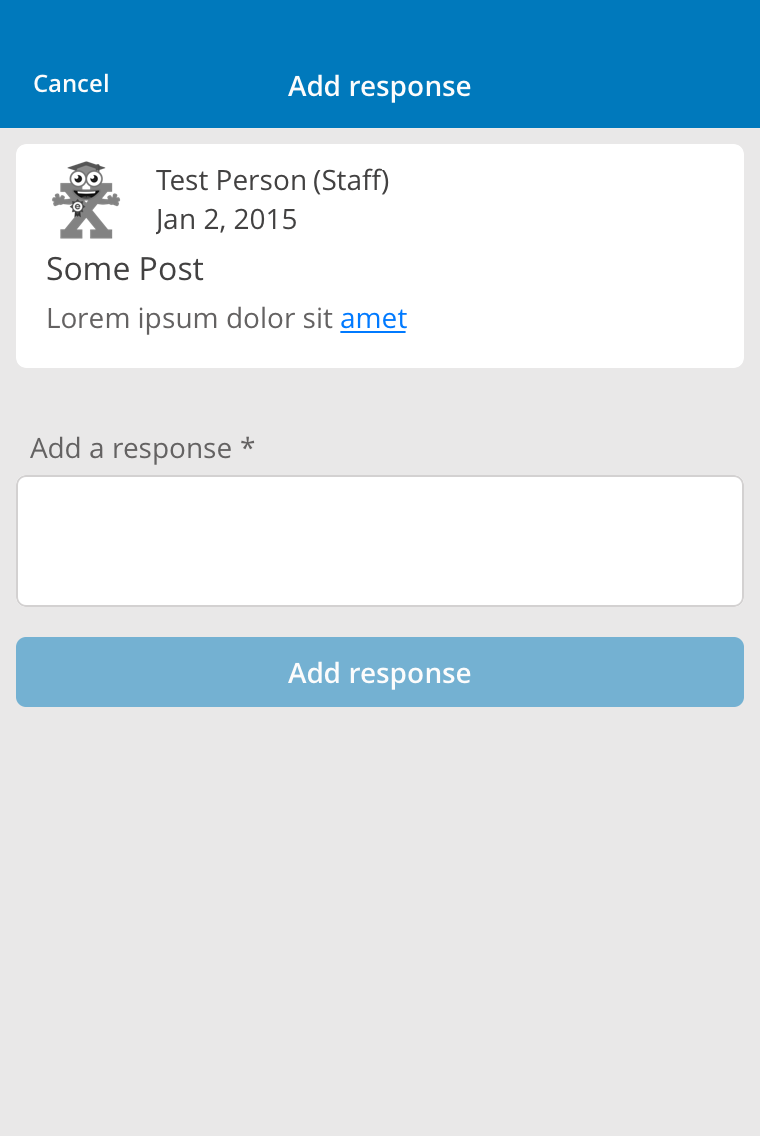 Cancel
Add response
Test Person (Staff)
Jan 2, 2015
Some Post
Lorem ipsum dolor sit amet
Add a response *
Add response